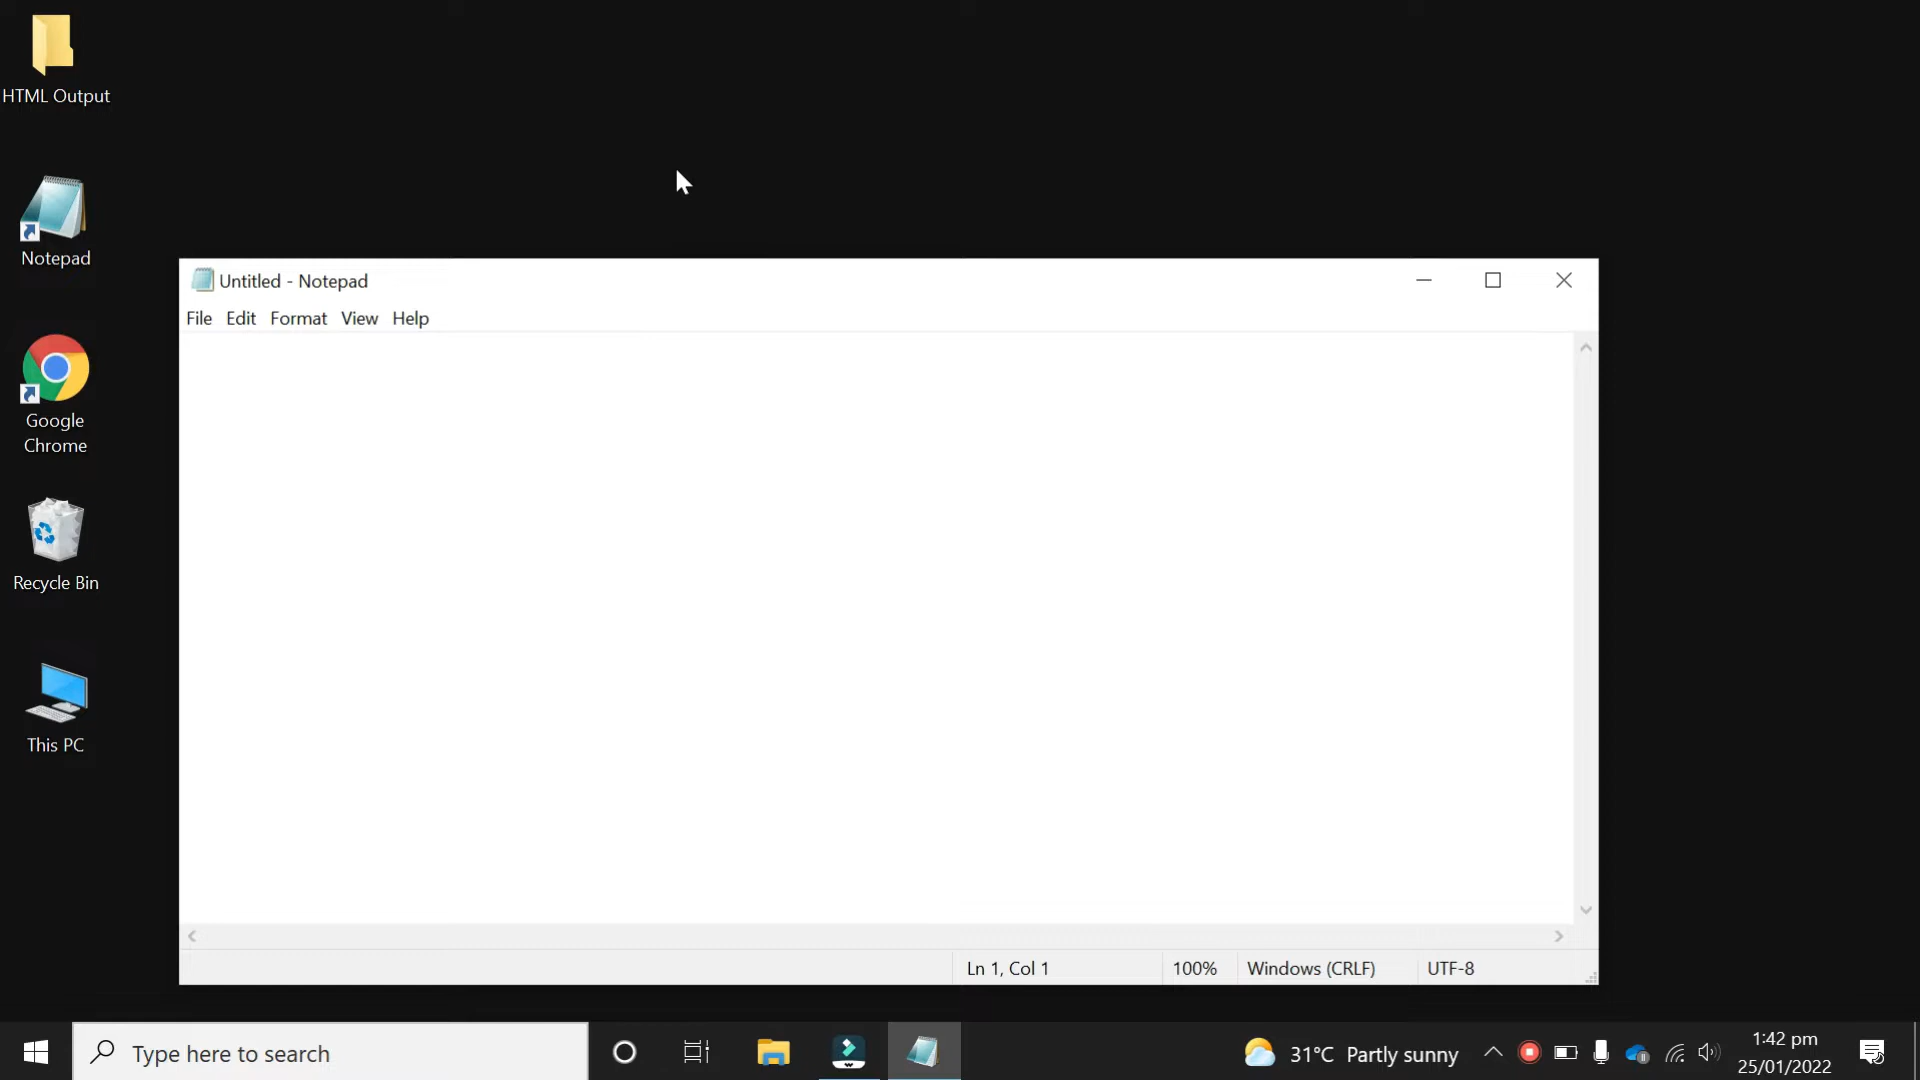 HTML Output
Notepad
Google
Chrome
Recycle Bin
This PC
Untitled - Notepad
File Edit Format View Help
Ln 1, Col 1 100% Windows (CRLF) UTF-8
Type here to search
31°C Partly sunny
1:42 pm
25/01/2022